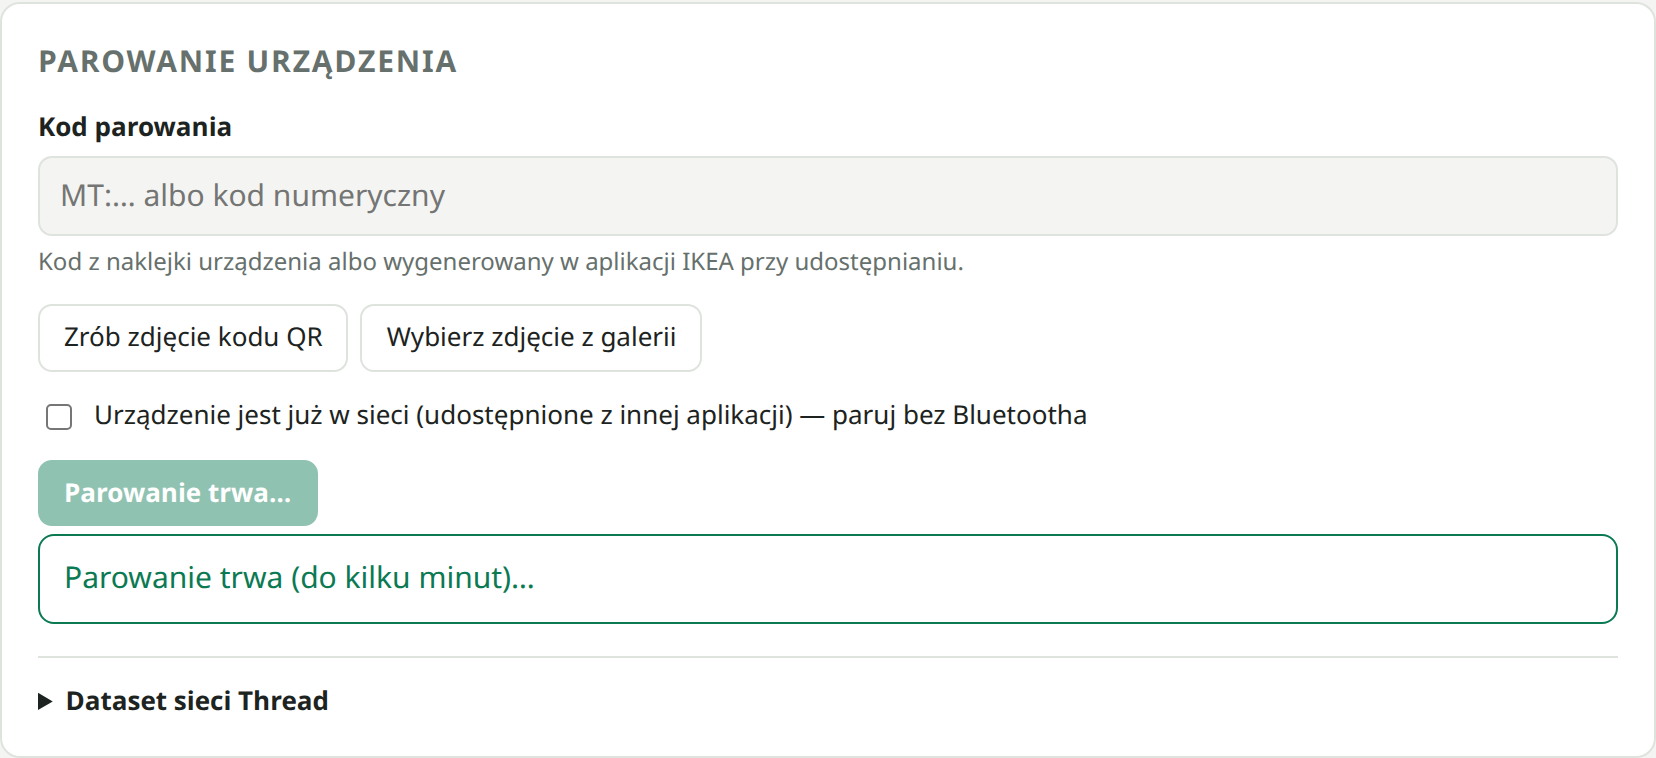 PAROWANIE URZĄDZENIA
Kod parowania
MT:... albo kod numeryczny
Kod z naklejki urządzenia albo wygenerowany w aplikacji IKEA przy udostępnianiu.
Zrób zdjęcie kodu QR
Wybierz zdjęcie z galerii
Urządzenie jest już w sieci (udostępnione z innej aplikacji) — paruj bez Bluetootha
Parowanie trwa...
Parowanie trwa (do kilku minut)...
Dataset sieci Thread